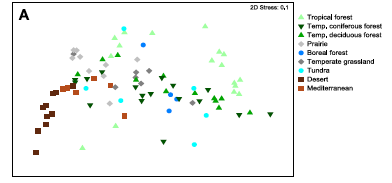 A
2D Stress: 0,1
Tropical forest
Temp. coniferous forest
Temp. deciduous forest
Prairie
Boreal forest
Temperate grassland
Tundra
Desert
Mediterranean